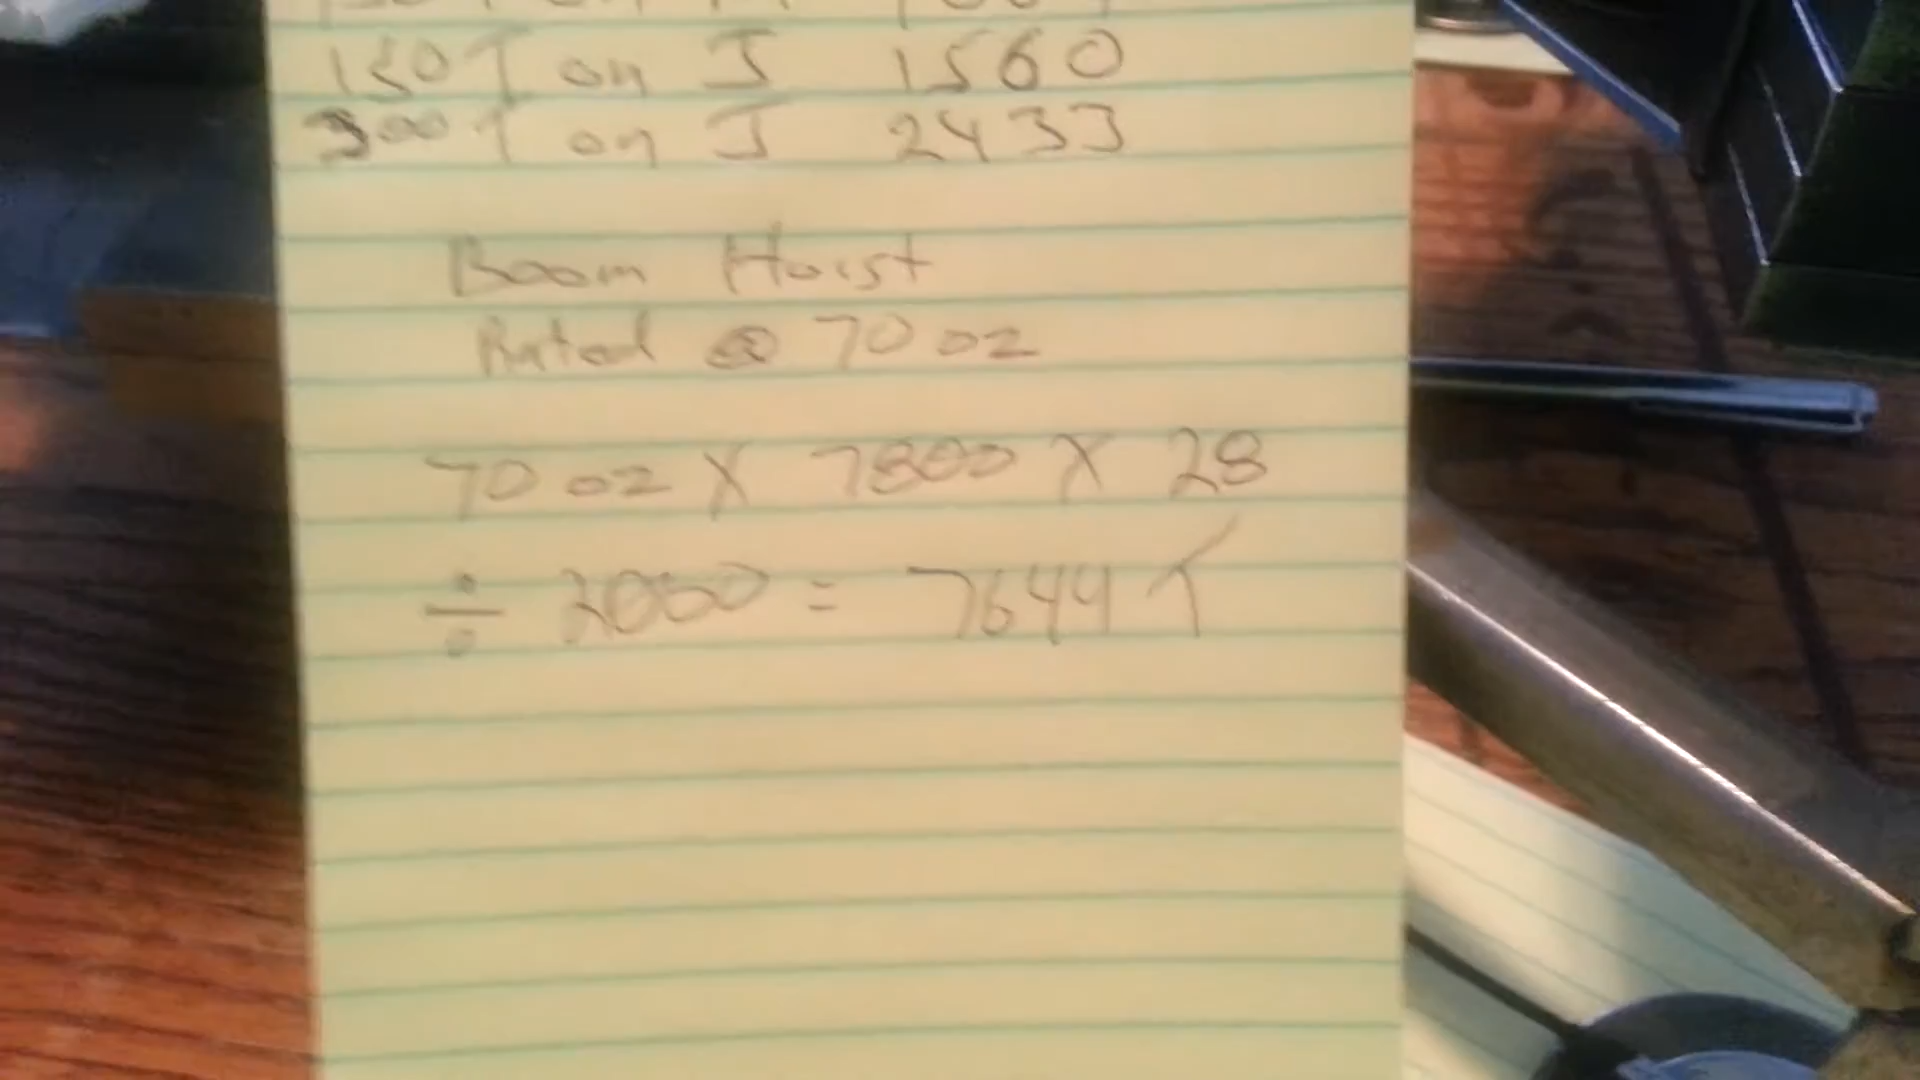 150T on J 1560
300T on J 2433
Boom Hoist
Rated @ 70 oz
70 oz X 7800 X 28
÷ 2000 = 7644 T